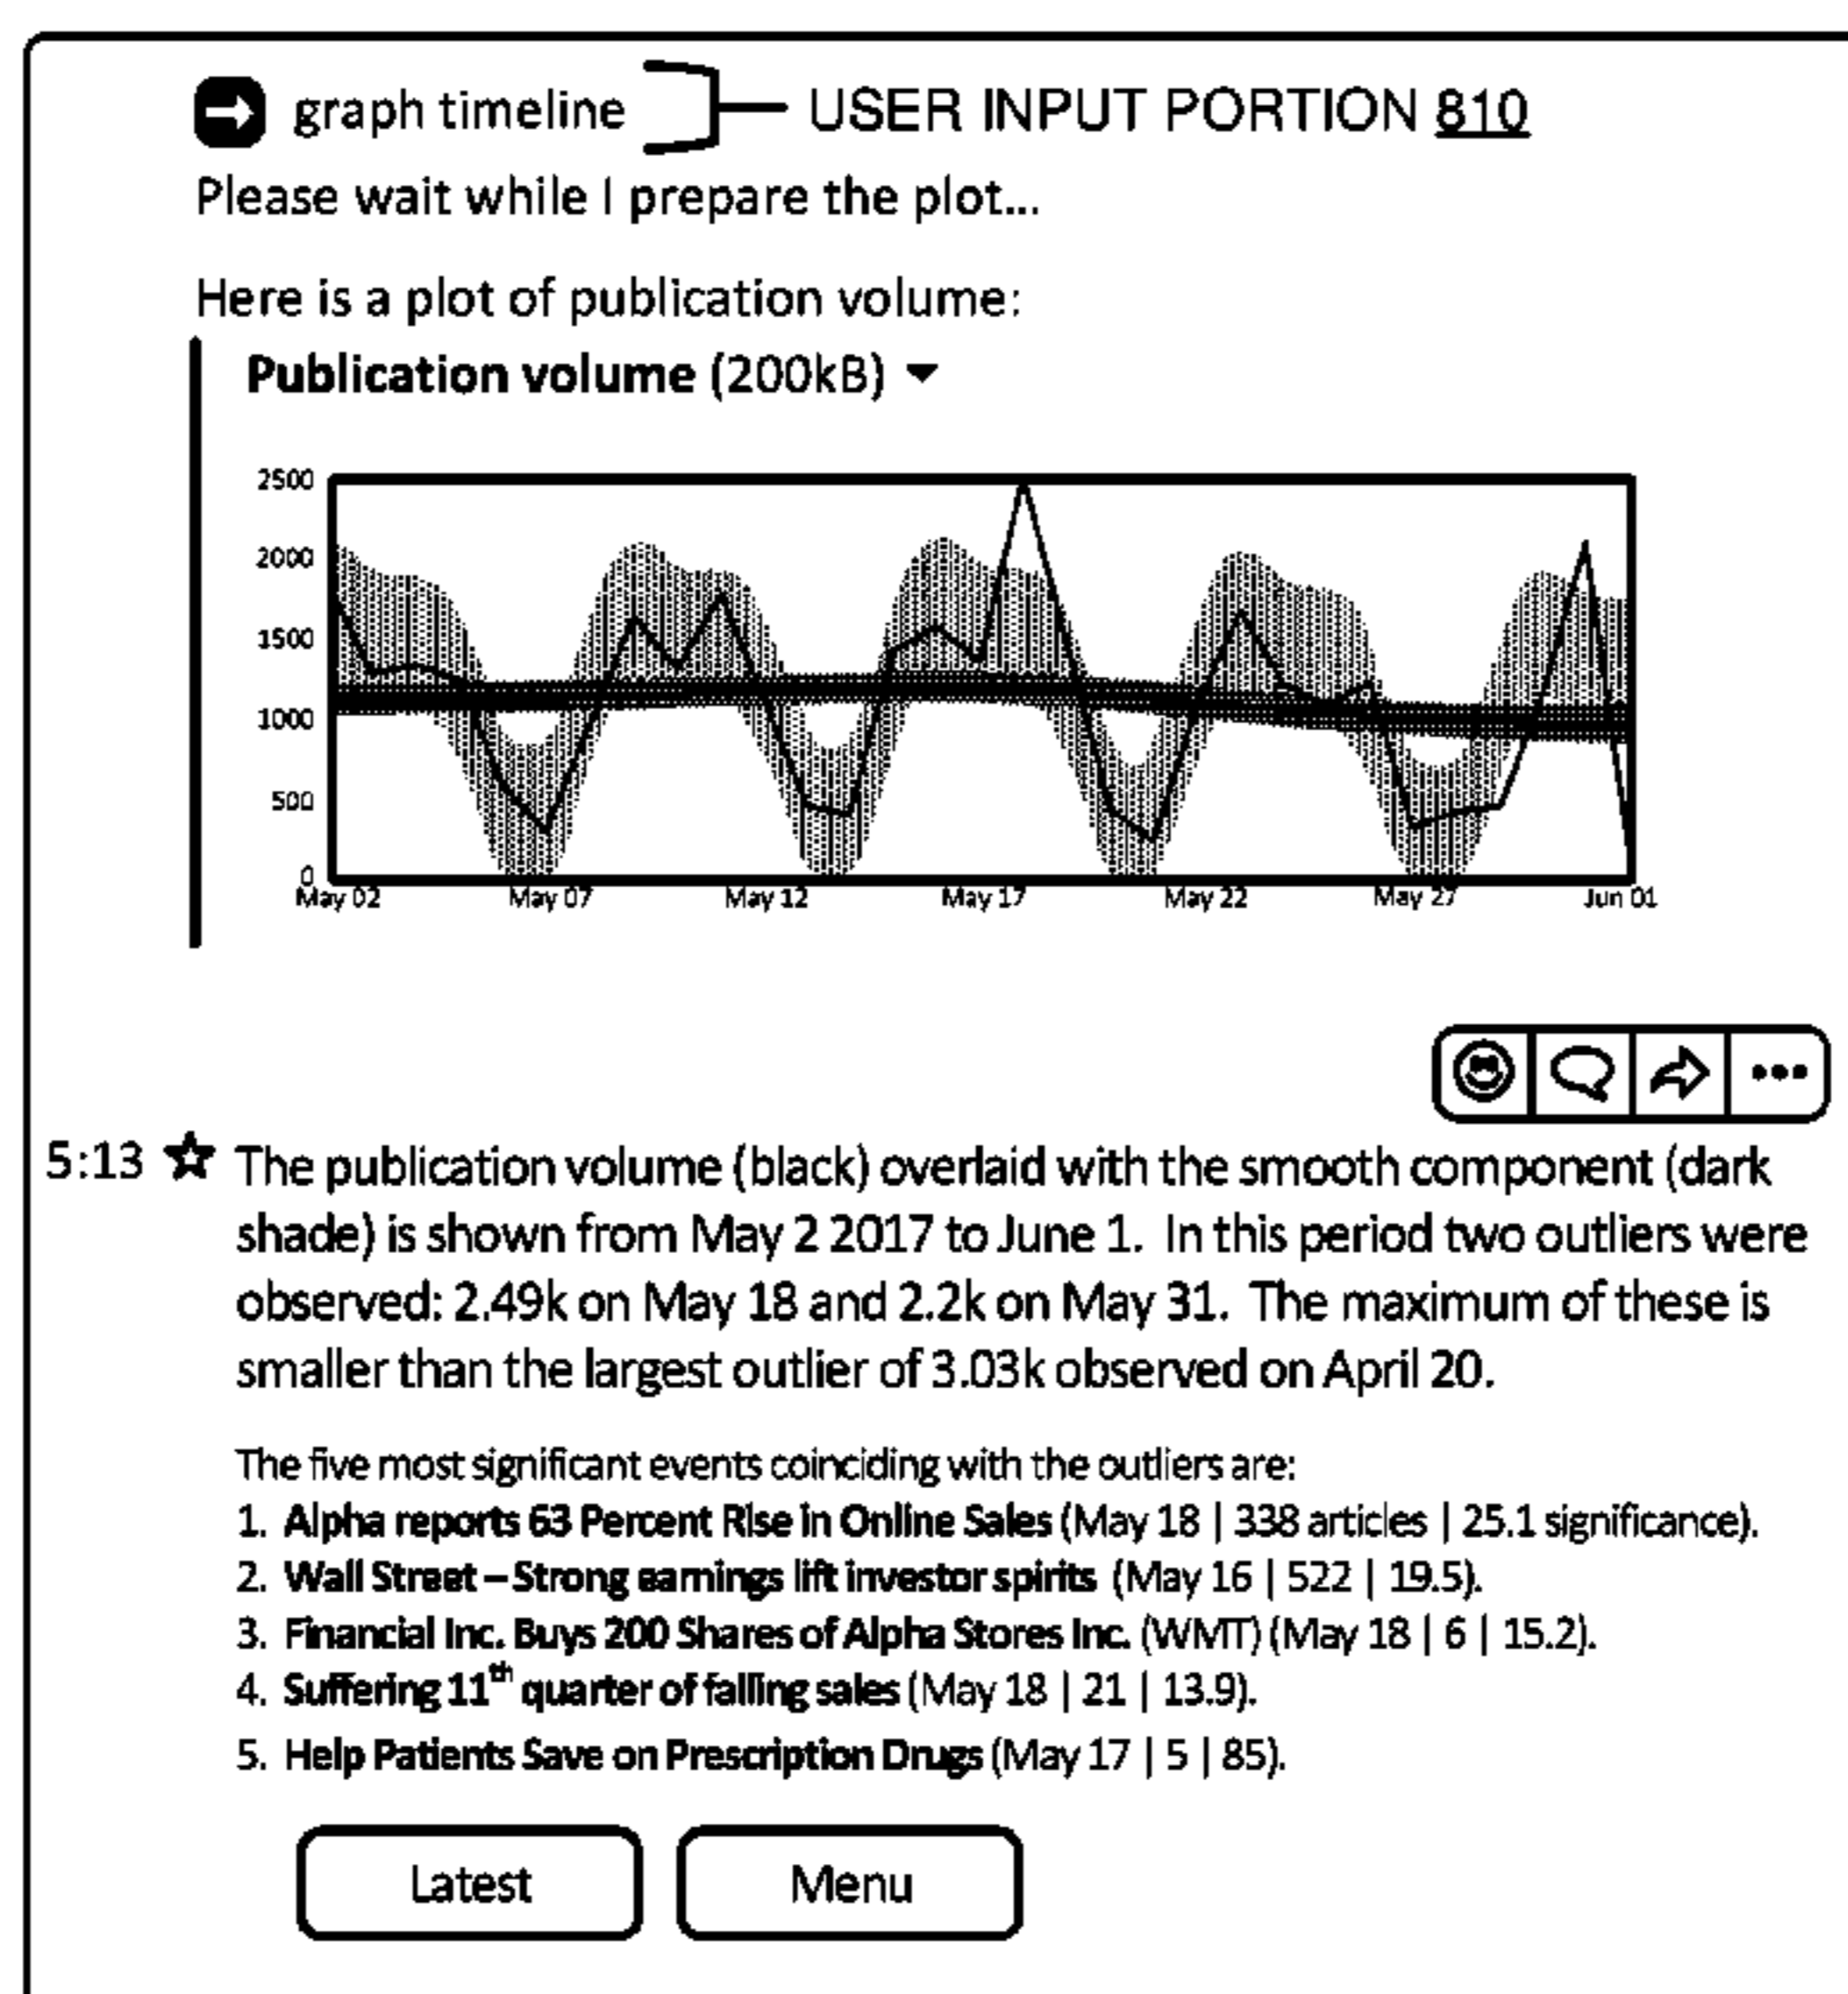 graph timeline
USER INPUT PORTION 810
Please wait while I prepare the plot...
Here is a plot of publication volume:
Publication volume (200kB)
2500
2000
1500
1000
500
0
May 02 May 07 May 12 May 17 May 22 May 27 Jun 01
5:13 The publication volume (black) overlaid with the smooth component (dark
shade) is shown from May 2 2017 to June 1. In this period two outliers were
observed: 2.49k on May 18 and 2.2k on May 31. The maximum of these is
smaller than the largest outlier of 3.03k observed on April 20.
The five most significant events coinciding with the outliers are:
1. Alpha reports 63 Percent Rise in Online Sales (May 18 | 338 articles | 25.1 significance).
2. Wall Street – Strong earnings lift investor spirits (May 16 | 522 | 19.5).
3. Financial Inc. Buys 200 Shares of Alpha Stores Inc. (WMT) (May 18 | 6 | 15.2).
4. Suffering 11th quarter of falling sales (May 18 | 21 | 13.9).
5. Help Patients Save on Prescription Drugs (May 17 | 5 | 85).
Latest Menu